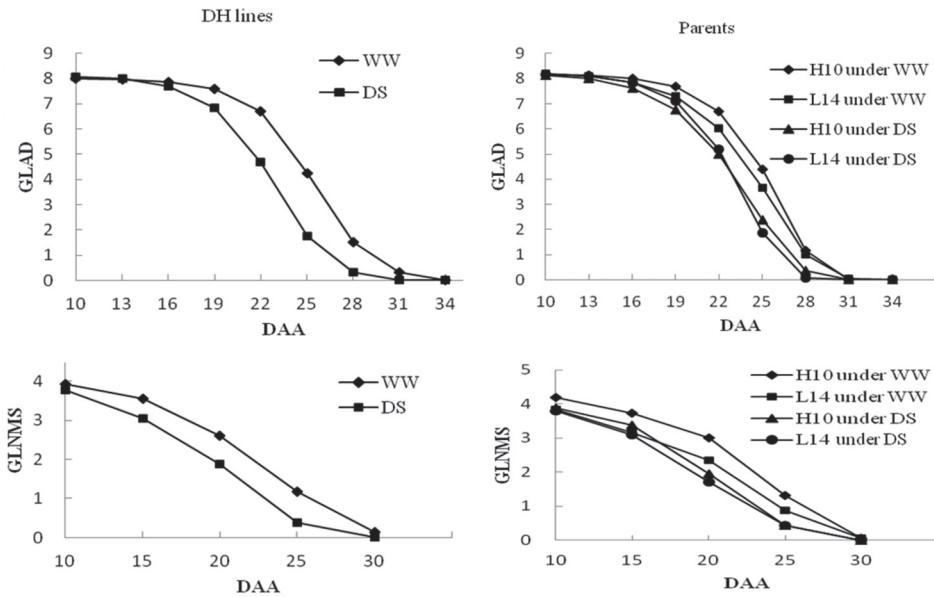 DH lines
9
8
7
6
5
4
3
2
1
0
GLAD
WW
DS
10 13 16 19 22 25 28 31 34
DAA
Parents
9
8
7
6
5
4
3
2
1
0
GLAD
H10 under WW
L14 under WW
H10 under DS
L14 under DS
10 13 16 19 22 25 28 31 34
DAA
4
3
2
1
0
GLNMS
WW
DS
10 15 20 25 30
DAA
5
4
3
2
1
0
GLNMS
H10 under WW
L14 under WW
H10 under DS
L14 under DS
10 15 20 25 30
DAA